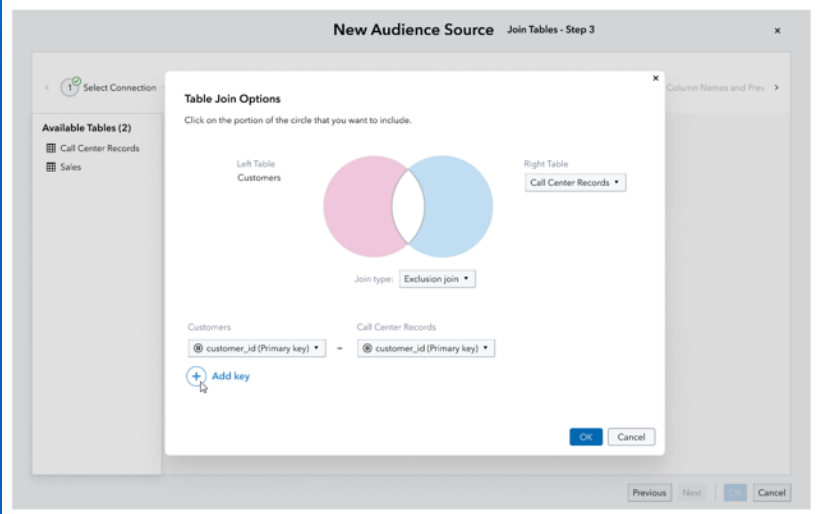 New Audience Source Join Tables - Step 3 ×
1 Select Connection
Column Names and Prev
Available Tables (2)
Call Center Records
Sales
×
Table Join Options
Click on the portion of the circle that you want to include.
Left Table
Customers
Right Table
Call Center Records
Join type: Exclusion join
Customers Call Center Records
customer_id (Primary key) = customer_id (Primary key)
+ Add key
OK Cancel
Previous Next OK Cancel